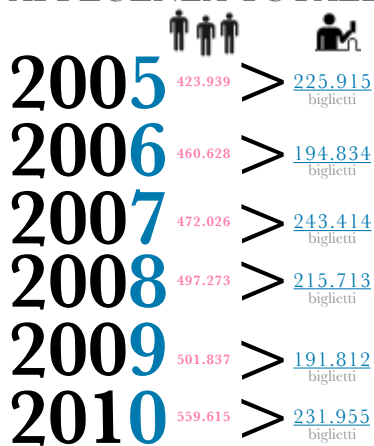 2005 423.939 > 225.915
biglietti
2006 460.628 > 194.834
biglietti
2007 472.026 > 243.414
biglietti
2008 497.273 > 215.713
biglietti
2009 501.837 > 191.812
biglietti
2010 559.615 > 231.955
biglietti